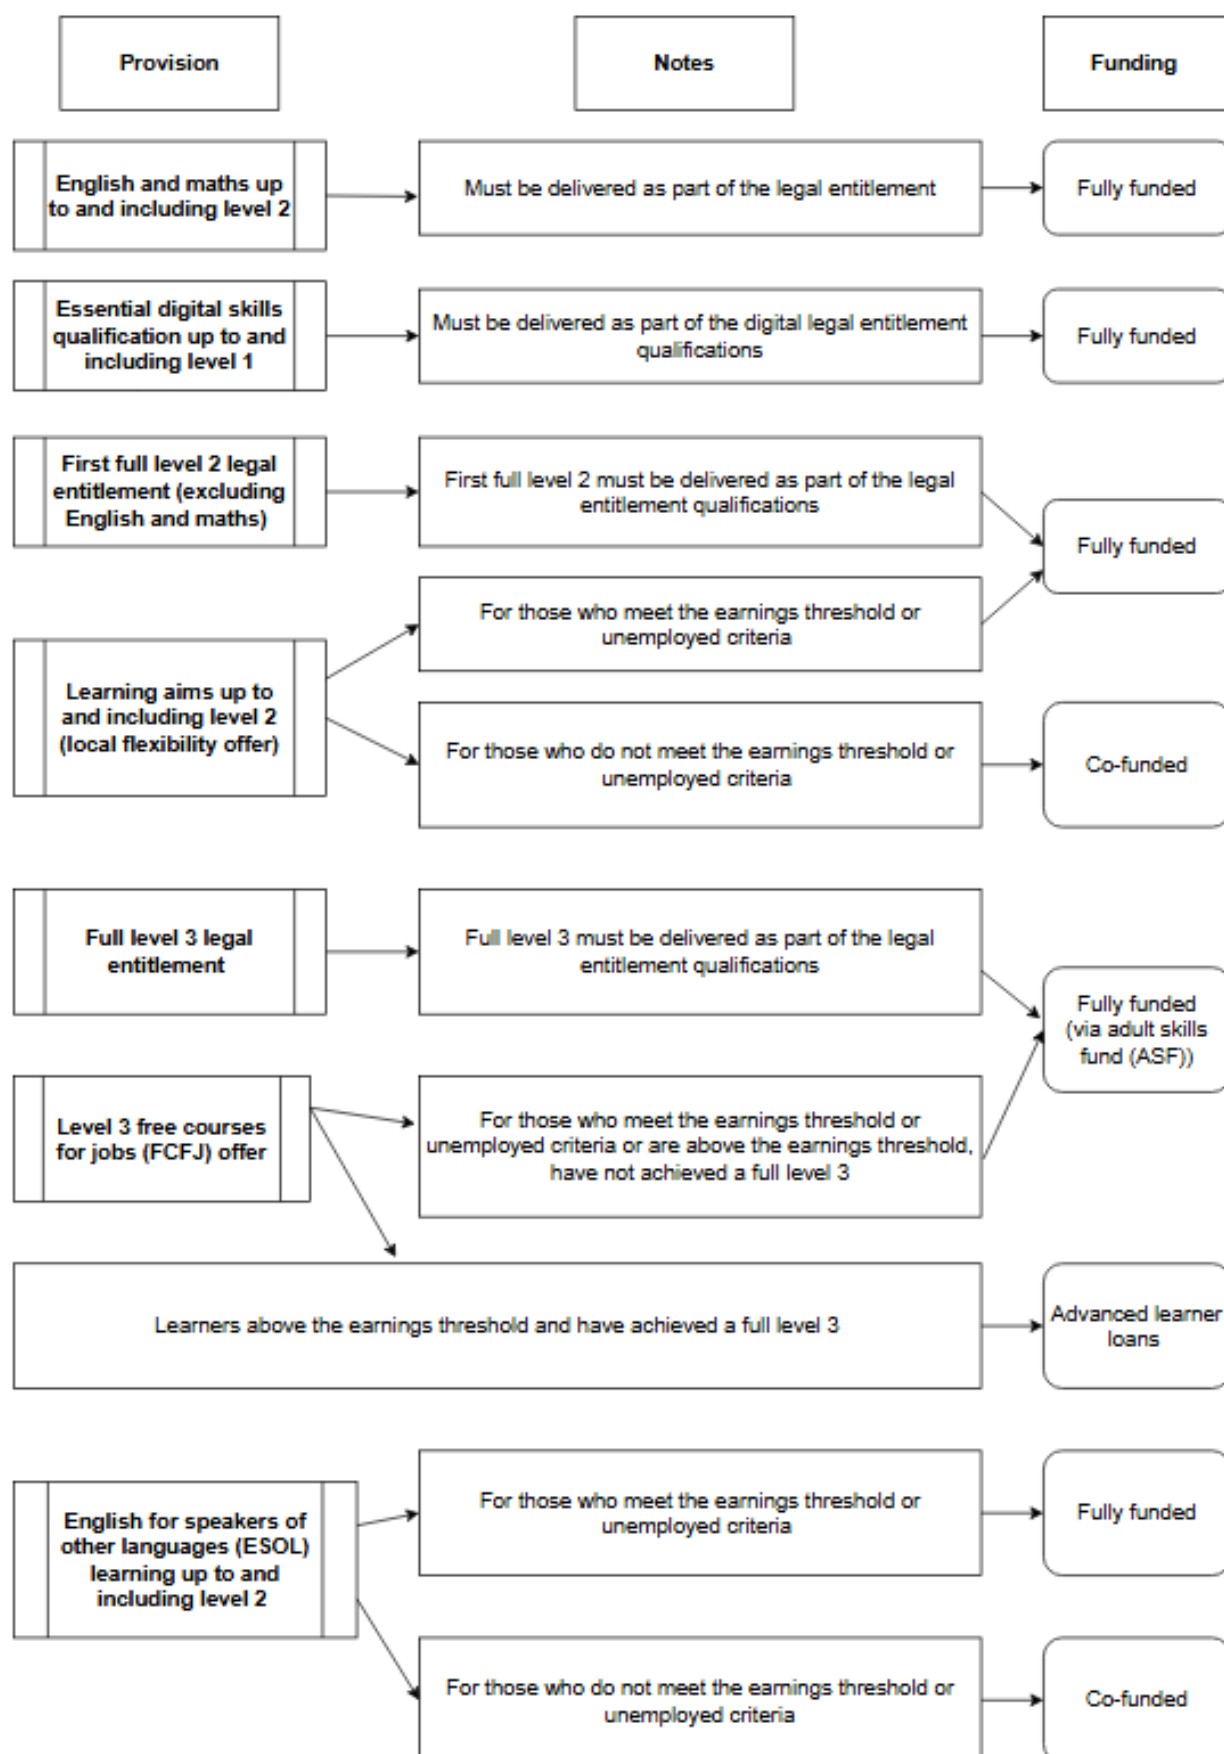 Provision
Notes
Funding
English and maths up
to and including level 2
Must be delivered as part of the legal entitlement
Fully funded
Essential digital skills
qualification up to and
including level 1
Must be delivered as part of the digital legal entitlement
qualifications
Fully funded
First full level 2 legal
entitlement (excluding
English and maths)
First full level 2 must be delivered as part of the legal
entitlement qualifications
Fully funded
Learning aims up to
and including level 2
(local flexibility offer)
For those who meet the earnings threshold or
unemployed criteria
For those who do not meet the earnings threshold or
unemployed criteria
Co-funded
Full level 3 legal
entitlement
Full level 3 must be delivered as part of the legal
entitlement qualifications
Fully funded
(via adult skills
fund (ASF))
Level 3 free courses
for jobs (FCFJ) offer
For those who meet the earnings threshold or
unemployed criteria or are above the earnings threshold,
have not achieved a full level 3
Learners above the earnings threshold and have achieved a full level 3
Advanced learner
loans
English for speakers of
other languages (ESOL)
learning up to and
including level 2
For those who meet the earnings threshold or
unemployed criteria
Fully funded
For those who do not meet the earnings threshold or
unemployed criteria
Co-funded